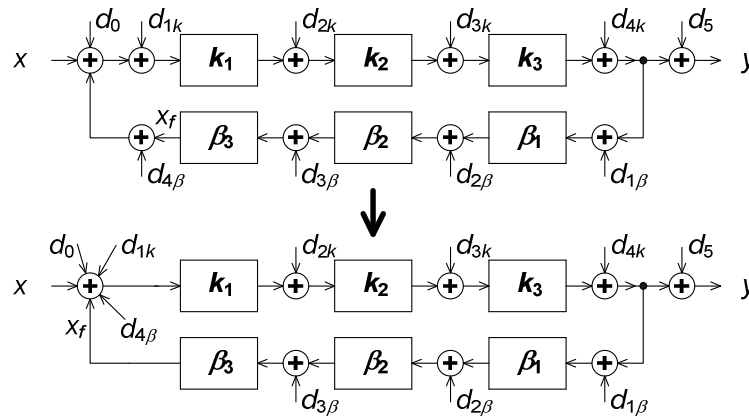 d0 d1k d2k d3k d4k d5
x + + k1 + k2 + k3 + + y
xf
+ β3 + β2 + β1 +
d4β d3β d2β d1β
d0 d1k d2k d3k d4k d5
x + k1 + k2 + k3 + + y
xf d4β
β3 + β2 + β1 +
d3β d2β d1β